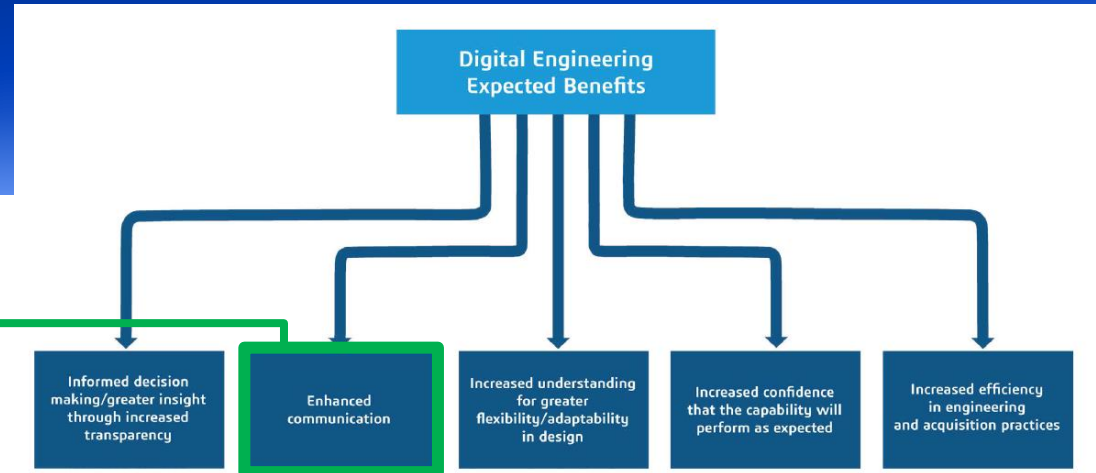 Digital Engineering
Expected Benefits
Informed decision
making/greater insight
through increased
transparency
Enhanced
communication
Increased understanding
for greater
flexibility/adaptability
in design
Increased confidence
that the capability will
perform as expected
Increased efficiency
in engineering
and acquisition practices